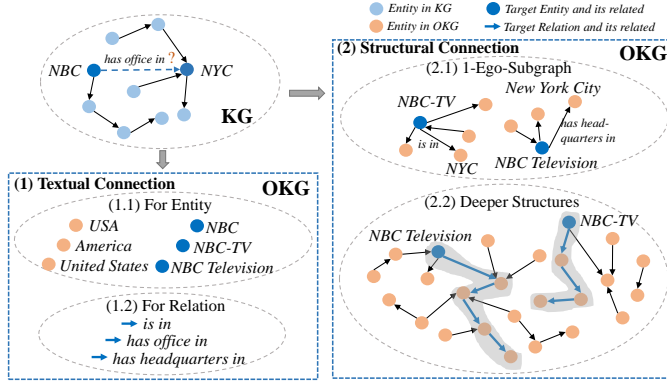 Entity in KG
Target Entity and its related
Entity in OKG
Target Relation and its related
has office in ?
NBC
NYC
KG
(1) Textual Connection
OKG
(1.1) For Entity
USA
NBC
America
NBC-TV
United States
NBC Television
(1.2) For Relation
is in
has office in
has headquarters in
(2) Structural Connection
OKG
(2.1) 1-Ego-Subgraph
New York City
NBC-TV
is in
has head-
quarters in
NYC
NBC Television
(2.2) Deeper Structures
NBC-TV
NBC Television